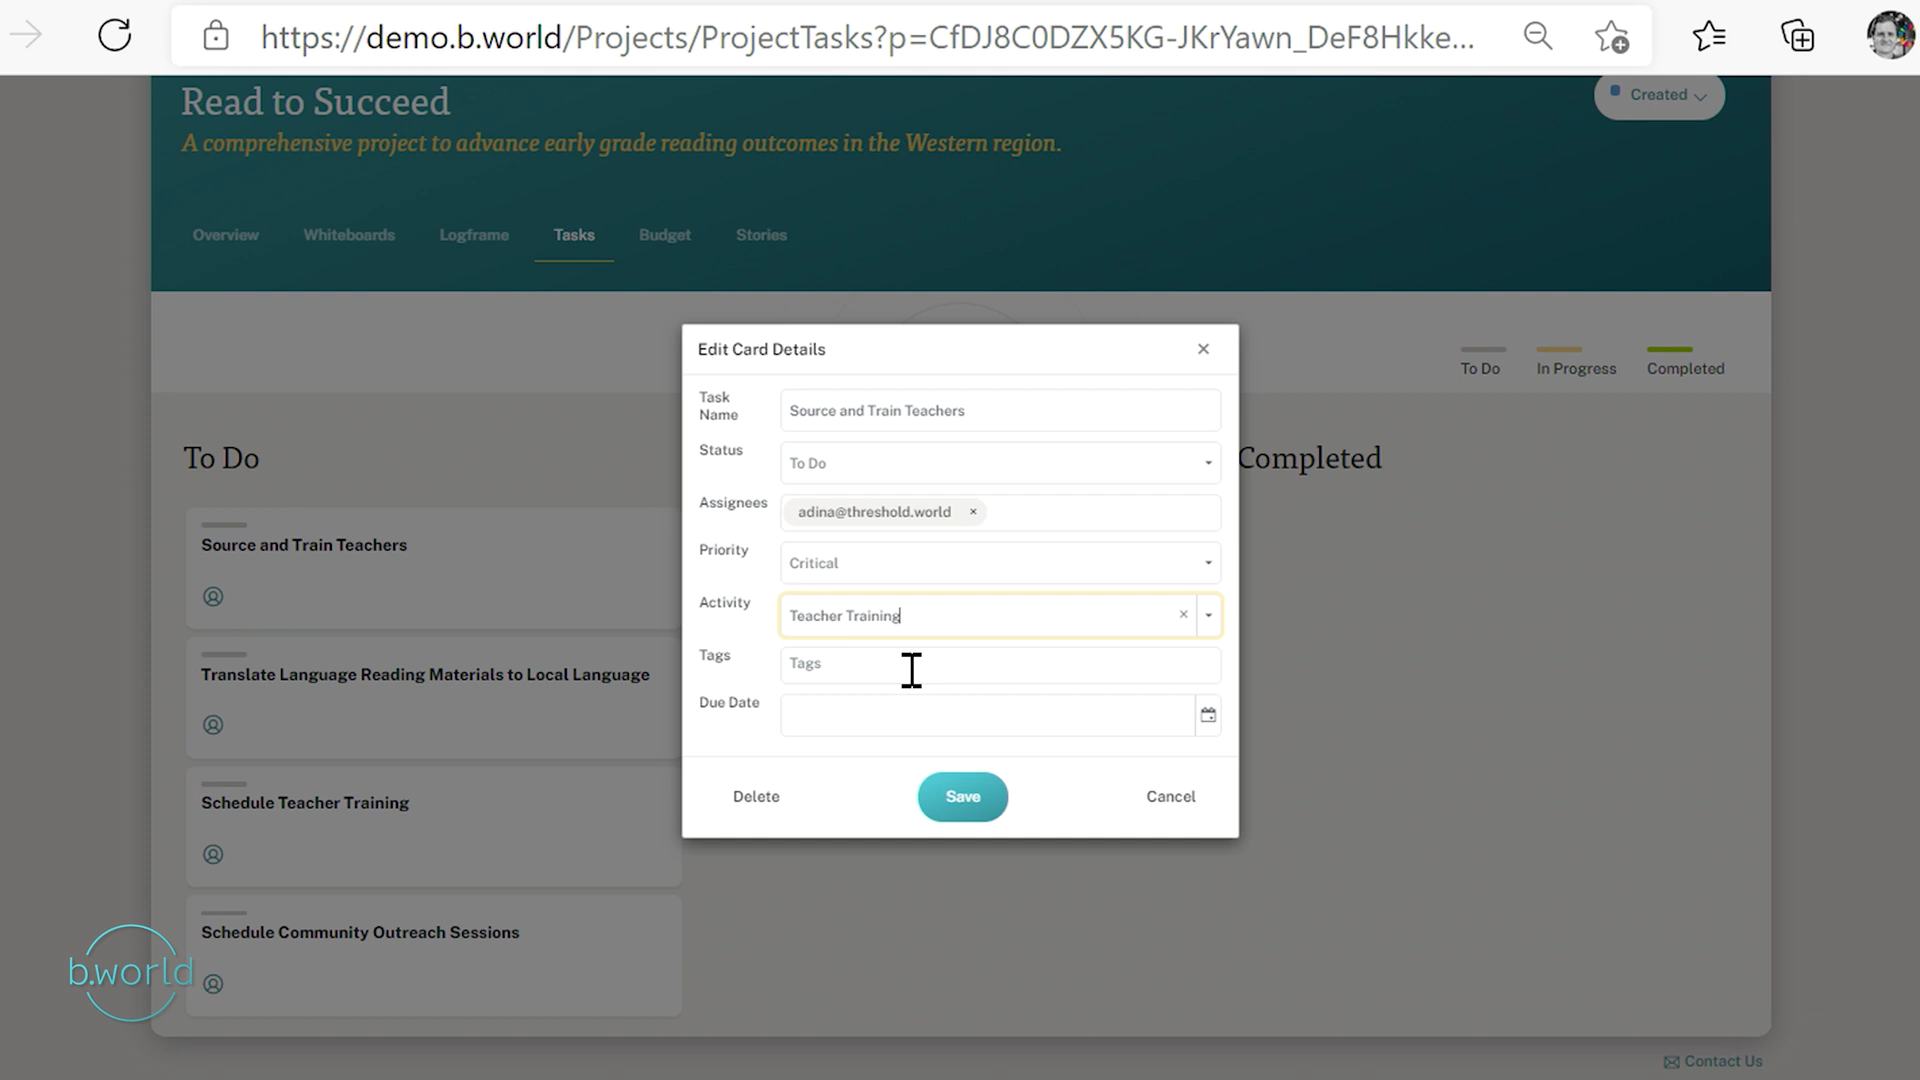 https://demo.b.world/Projects/ProjectTasks?p=CfDJ8C0DZX5KG-JKrYawn_DeF8Hkke...
Read to Succeed
Created
A comprehensive project to advance early grade reading outcomes in the Western region.
Overview Whiteboards Logframe Tasks Budget Stories
Edit Card Details
To Do In Progress Completed
Task Name Source and Train Teachers
Status To Do
Assignees adina@threshold.world ×
Priority Critical
Activity Teacher Training
Tags Tags
Due Date
Delete Save Cancel
To Do
Completed
Source and Train Teachers
Translate Language Reading Materials to Local Language
Schedule Teacher Training
Schedule Community Outreach Sessions
b.world
Contact Us